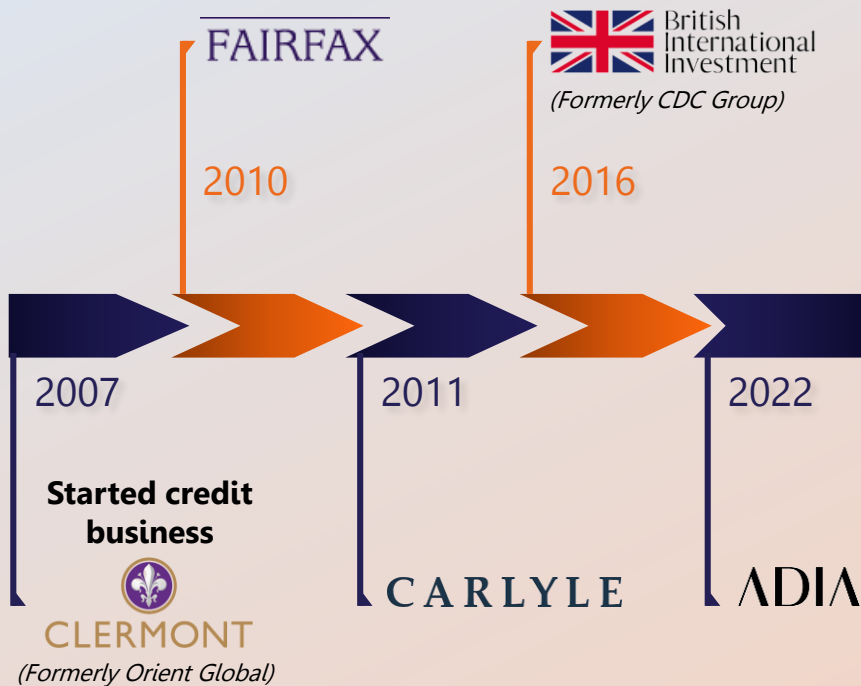 FAIRFAX
British
International
Investment
(Formerly CDC Group)
2010
2016
2007
2011
2022
Started credit
business
CLERMONT
(Formerly Orient Global)
CARLYLE
ADIA